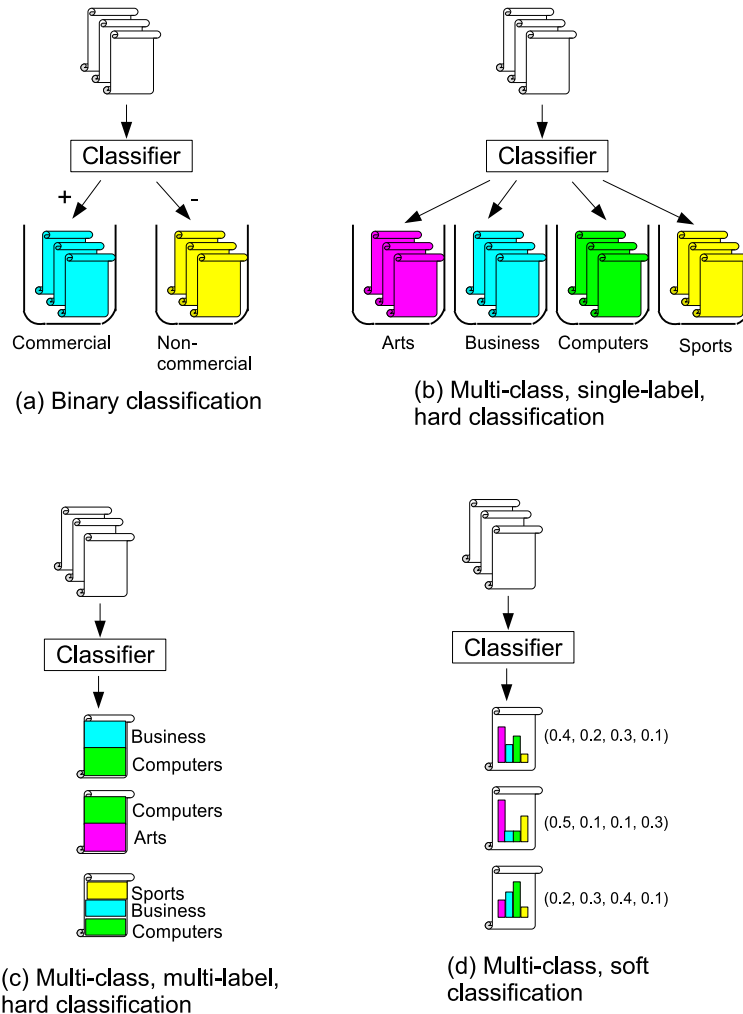 Classifier
+
-
Commercial
Non-
commercial
(a) Binary classification
Classifier
Arts
Business
Computers
Sports
(b) Multi-class, single-label,
hard classification
Classifier
Business
Computers
Computers
Arts
Sports
Business
Computers
(c) Multi-class, multi-label,
hard classification
Classifier
(0.4, 0.2, 0.3, 0.1)
(0.5, 0.1, 0.1, 0.3)
(0.2, 0.3, 0.4, 0.1)
(d) Multi-class, soft
classification